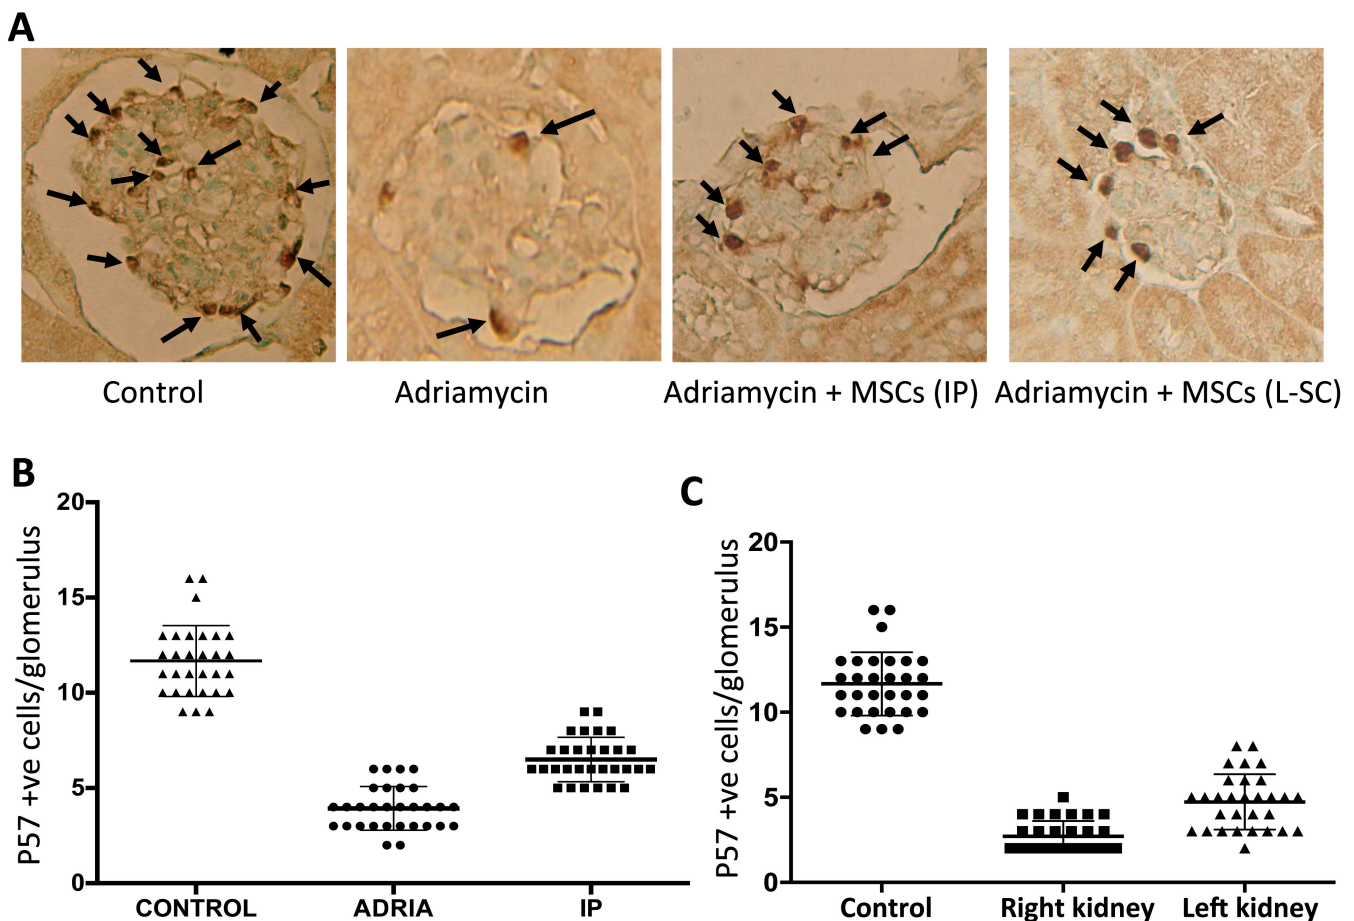 A
Control
Adriamycin
Adriamycin + MSCs (IP)
Adriamycin + MSCs (L-SC)
B
P57 +ve cells/glomerulus
20
15
10
5
0
CONTROL
ADRIA
IP
C
P57 +ve cells/glomerulus
20
15
10
5
0
Control
Right kidney
Left kidney